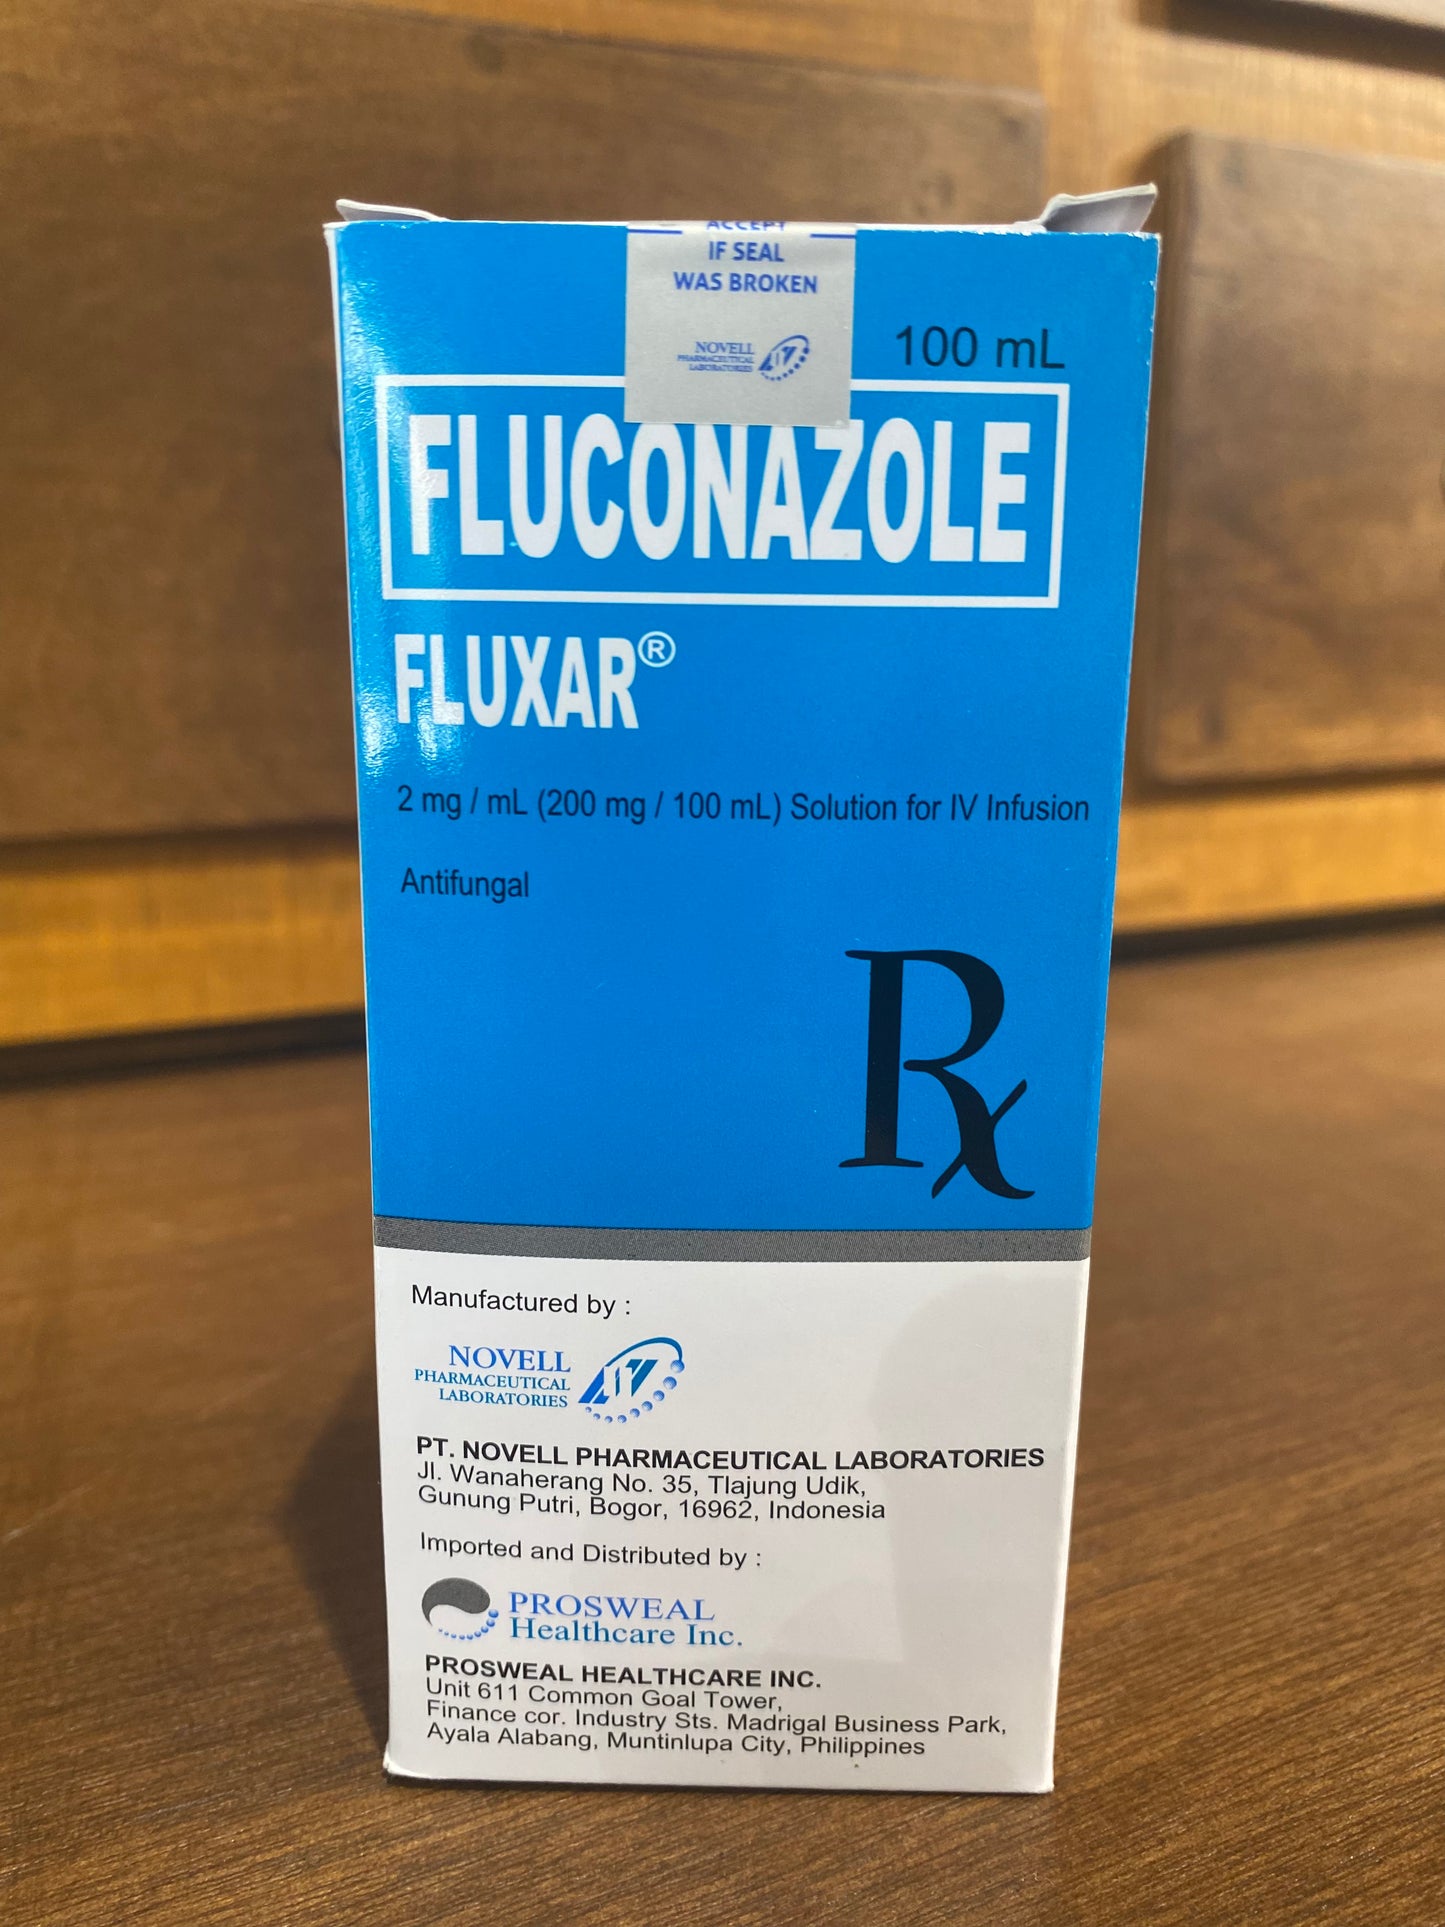 ACCEPT
IF SEAL
WAS BROKEN
NOVELL
PHARMACEUTICAL
LABORATORIES
100 mL
FLUCONAZOLE
FLUXAR®
2 mg / mL (200 mg / 100 mL) Solution for IV Infusion
Antifungal
Rx
Manufactured by :
NOVELL
PHARMACEUTICAL
LABORATORIES
PT. NOVELL PHARMACEUTICAL LABORATORIES
Jl. Wanaherang No. 35, Tlajung Udik,
Gunung Putri, Bogor, 16962, Indonesia
Imported and Distributed by :
PROSWEAL
Healthcare Inc.
PROSWEAL HEALTHCARE INC.
Unit 611 Common Goal Tower,
Finance cor. Industry Sts. Madrigal Business Park,
Ayala Alabang, Muntinlupa City, Philippines